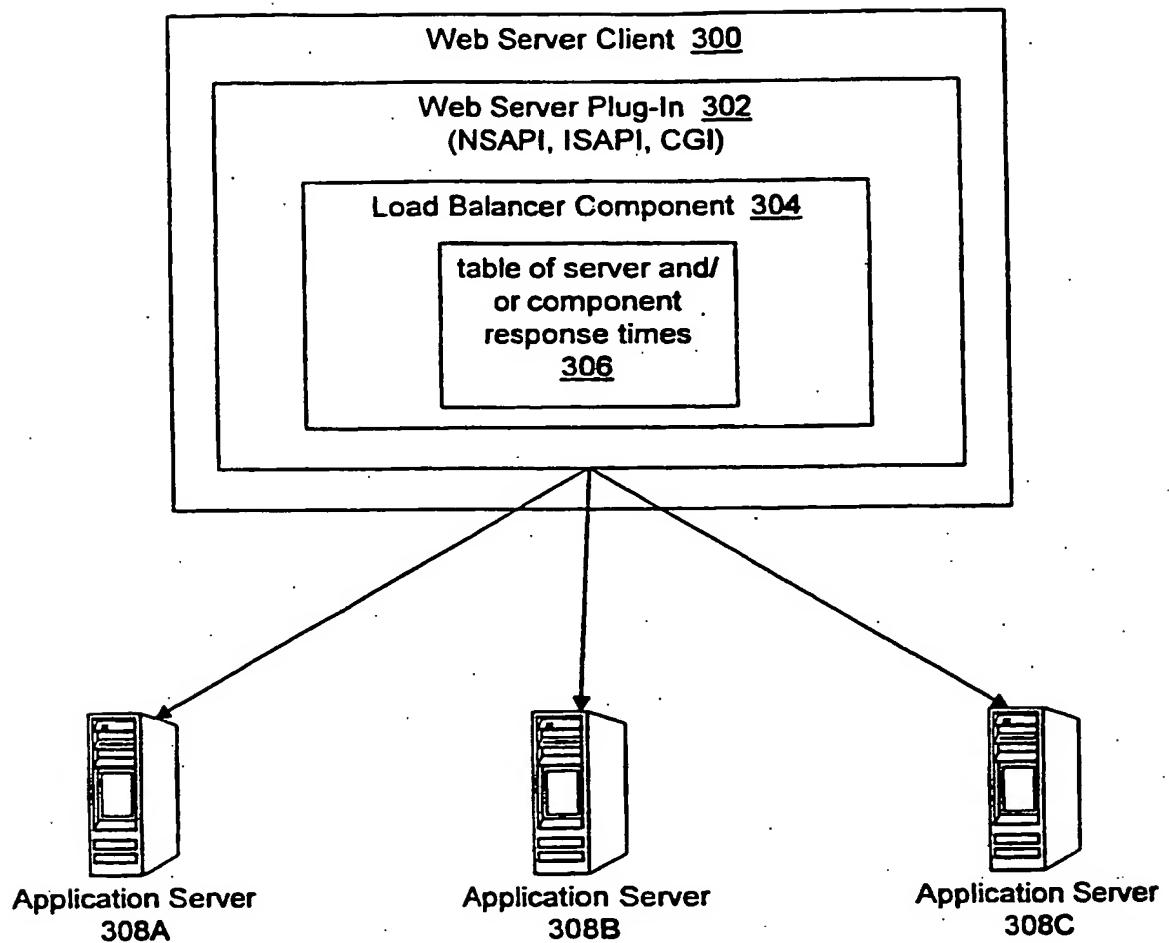 Web Server Client 300
Web Server Plug-In 302
(NSAPI, ISAPI, CGI)
Load Balancer Component 304
table of server and/
or component
response times
306
Application Server
308A
Application Server
308B
Application Server
308C